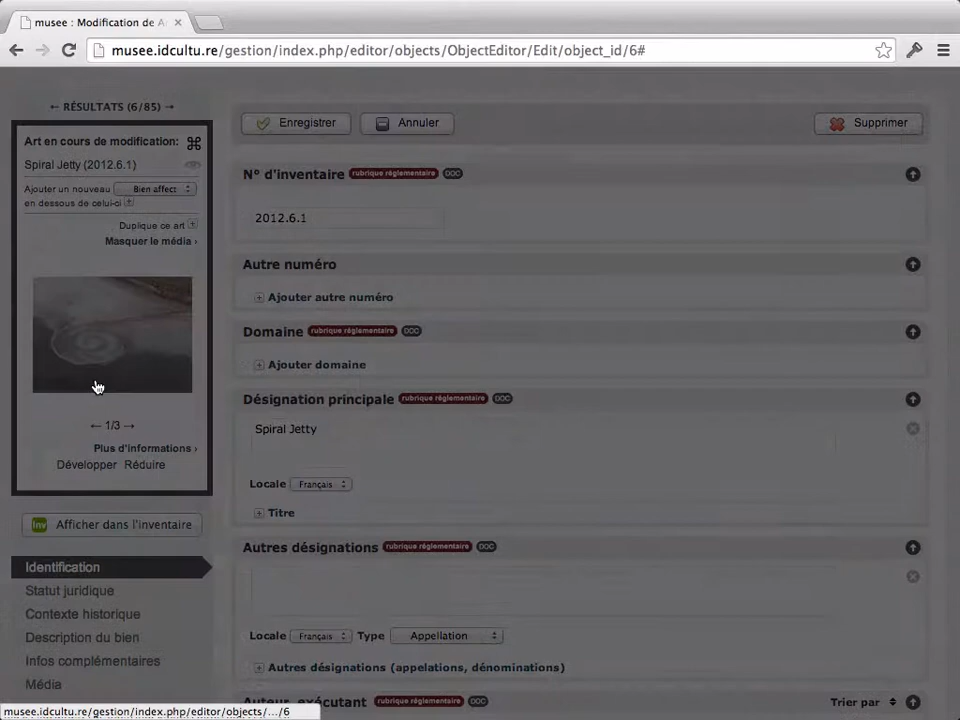 musee : Modification de A
musee.idcultu.re/gestion/index.php/editor/objects/ObjectEditor/Edit/object_id/6#
← RÉSULTATS (6/85) →
Art en cours de modification:
Spiral Jetty (2012.6.1)
Ajouter un nouveau Bien affect
en dessous de celui-ci
Duplique ce art
Masquer le média ›
← 1/3 →
Plus d'informations ›
Développer Réduire
Inv Afficher dans l'inventaire
Identification
Statut juridique
Contexte historique
Description du bien
Infos complémentaires
Média
Enregistrer Annuler Supprimer
N° d'inventaire rubrique réglementaire DOC
2012.6.1
Autre numéro
Ajouter autre numéro
Domaine rubrique réglementaire DOC
Ajouter domaine
Désignation principale rubrique réglementaire DOC
Spiral Jetty
Locale Français
Titre
Autres désignations rubrique réglementaire DOC
Locale Français Type Appellation
Autres désignations (appelations, dénominations)
Auteur, exécutant rubrique réglementaire DOC Trier par
musee.idcultu.re/gestion/index.php/editor/objects/.../6